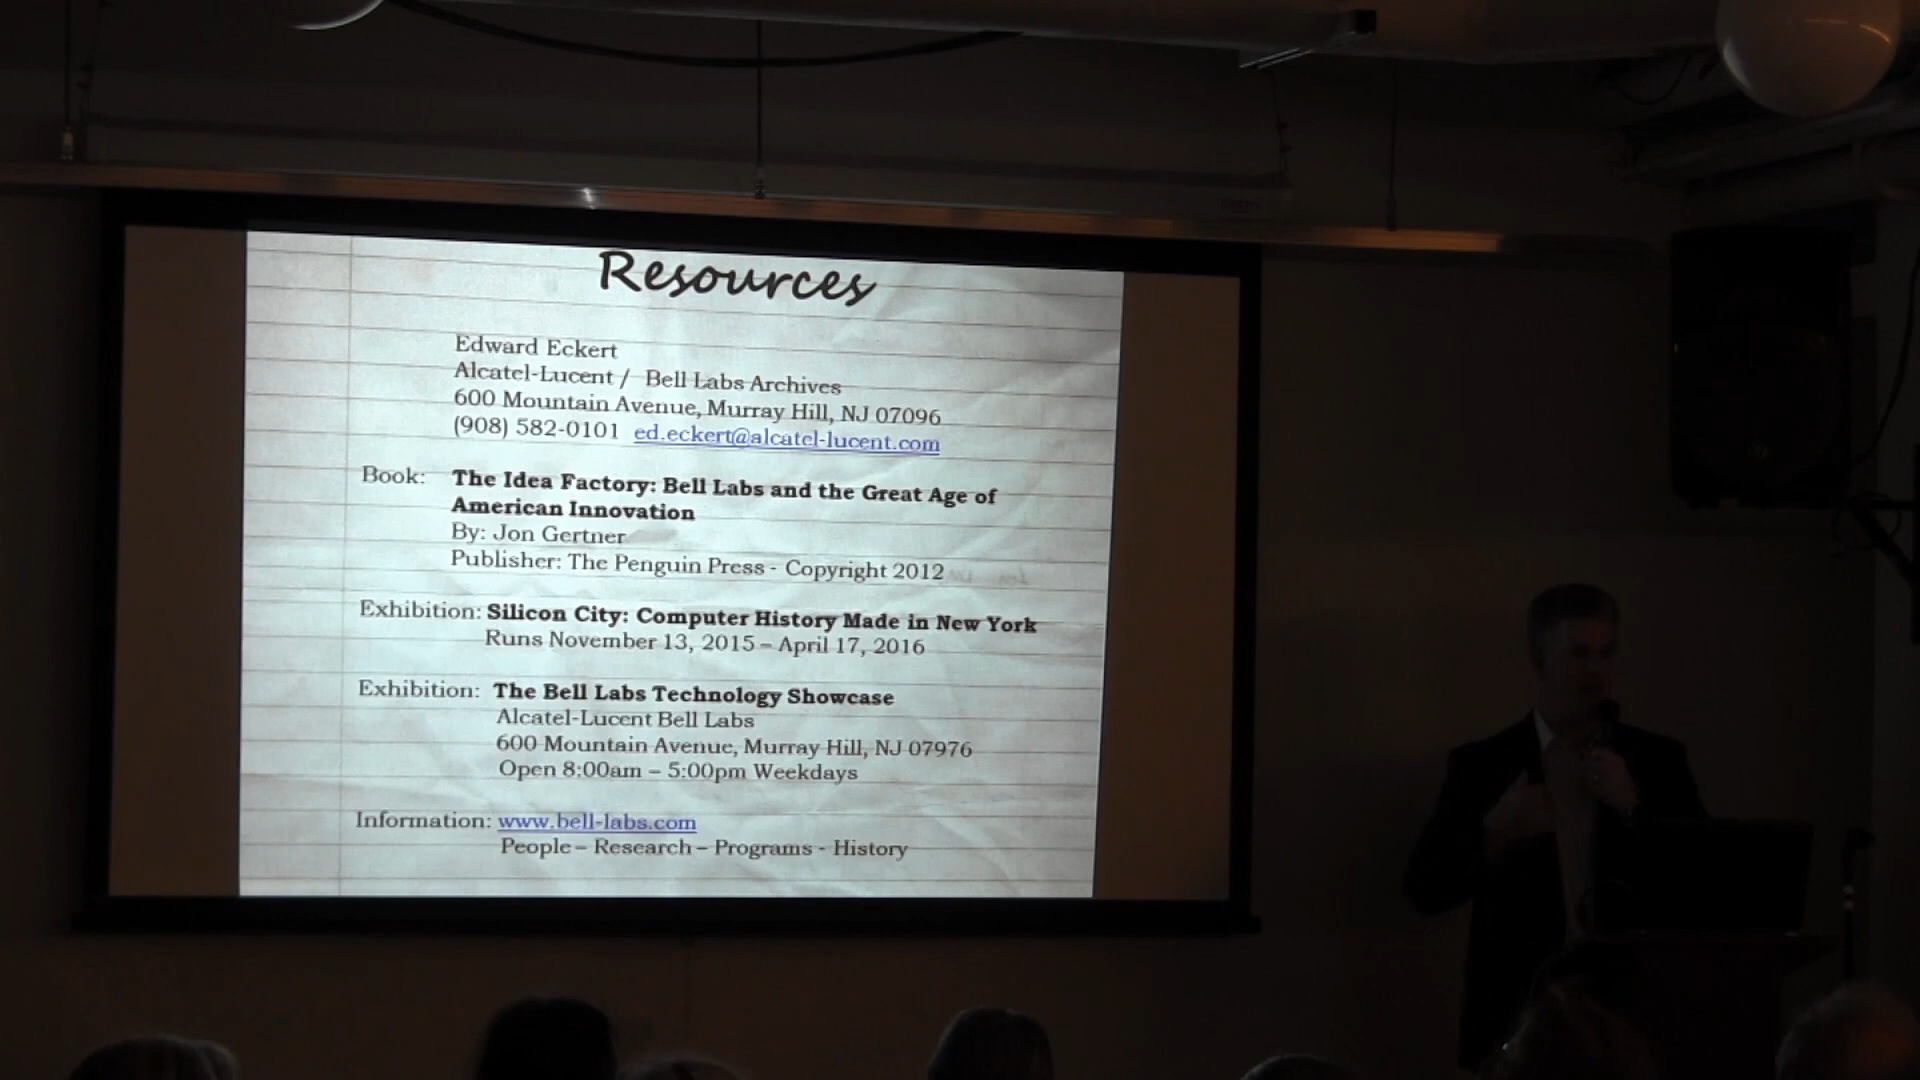 Resources
Edward Eckert
Alcatel-Lucent / Bell Labs Archives
600 Mountain Avenue, Murray Hill, NJ 07096
(908) 582-0101 ed.eckert@alcatel-lucent.com
Book: The Idea Factory: Bell Labs and the Great Age of
American Innovation
By: Jon Gertner
Publisher: The Penguin Press - Copyright 2012
Exhibition: Silicon City: Computer History Made in New York
Runs November 13, 2015 – April 17, 2016
Exhibition: The Bell Labs Technology Showcase
Alcatel-Lucent Bell Labs
600 Mountain Avenue, Murray Hill, NJ 07976
Open 8:00am – 5:00pm Weekdays
Information: www.bell-labs.com
People – Research – Programs - History